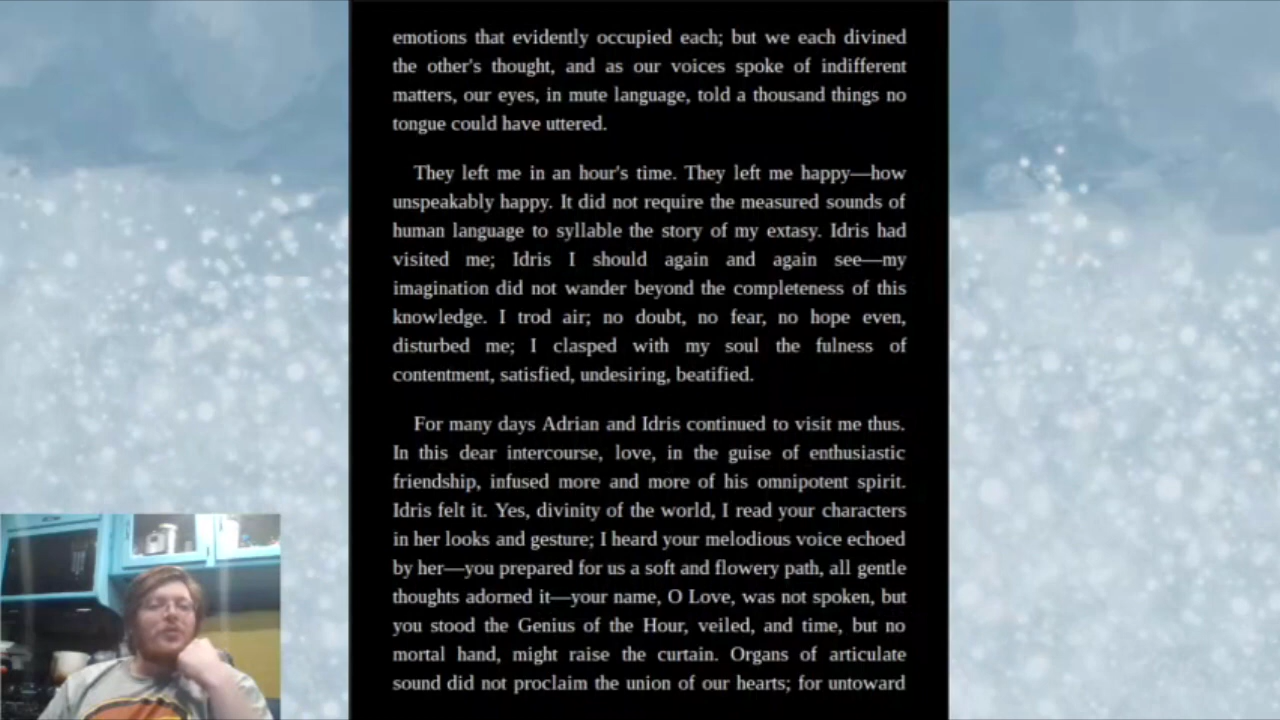 emotions that evidently occupied each; but we each divined
the other's thought, and as our voices spoke of indifferent
matters, our eyes, in mute language, told a thousand things no
tongue could have uttered.
They left me in an hour's time. They left me happy—how
unspeakably happy. It did not require the measured sounds of
human language to syllable the story of my extasy. Idris had
visited me; Idris I should again and again see—my
imagination did not wander beyond the completeness of this
knowledge. I trod air; no doubt, no fear, no hope even,
disturbed me; I clasped with my soul the fulness of
contentment, satisfied, undesiring, beatified.
For many days Adrian and Idris continued to visit me thus.
In this dear intercourse, love, in the guise of enthusiastic
friendship, infused more and more of his omnipotent spirit.
Idris felt it. Yes, divinity of the world, I read your characters
in her looks and gesture; I heard your melodious voice echoed
by her—you prepared for us a soft and flowery path, all gentle
thoughts adorned it—your name, O Love, was not spoken, but
you stood the Genius of the Hour, veiled, and time, but no
mortal hand, might raise the curtain. Organs of articulate
sound did not proclaim the union of our hearts; for untoward